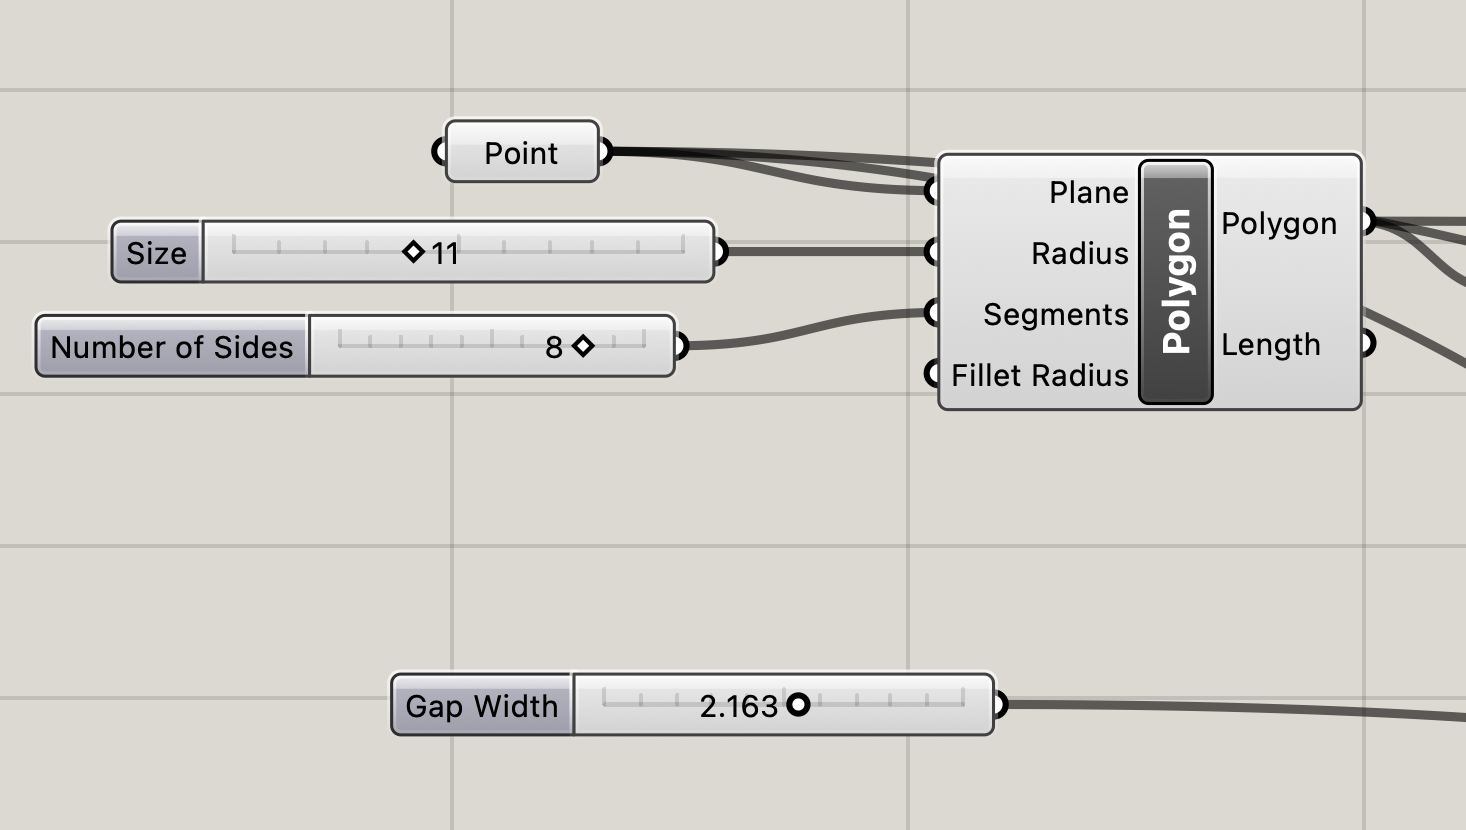 Point
Size 11
Number of Sides 8
Plane
Radius
Segments
Fillet Radius
Polygon
Polygon
Length
Gap Width 2.163